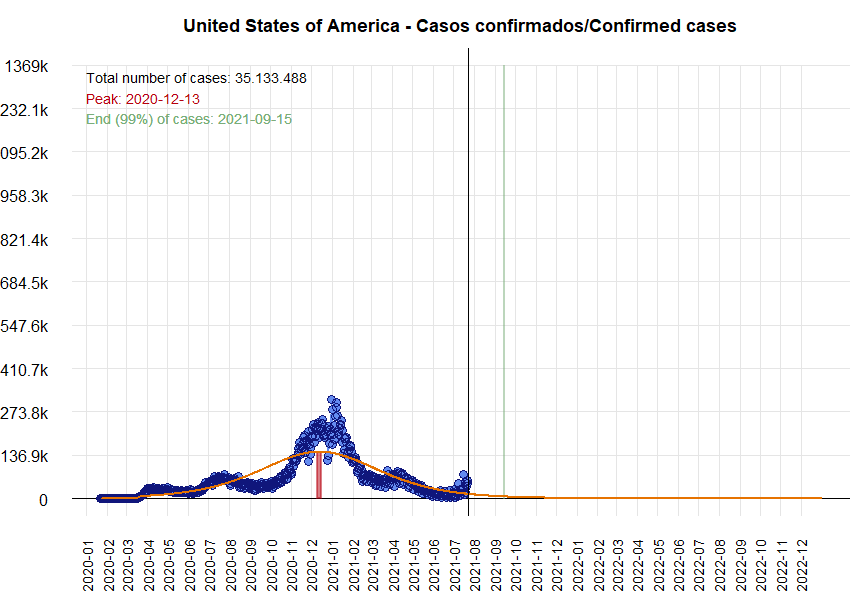 United States of America - Casos confirmados/Confirmed cases
1369k
232.1k
095.2k
958.3k
821.4k
684.5k
547.6k
410.7k
273.8k
136.9k
0
Total number of cases: 35.133.488
Peak: 2020-12-13
End (99%) of cases: 2021-09-15
2020-01
2020-02
2020-03
2020-04
2020-05
2020-06
2020-07
2020-08
2020-09
2020-10
2020-11
2020-12
2021-01
2021-02
2021-03
2021-04
2021-05
2021-06
2021-07
2021-08
2021-09
2021-10
2021-11
2021-12
2022-01
2022-02
2022-03
2022-04
2022-05
2022-06
2022-07
2022-08
2022-09
2022-10
2022-11
2022-12